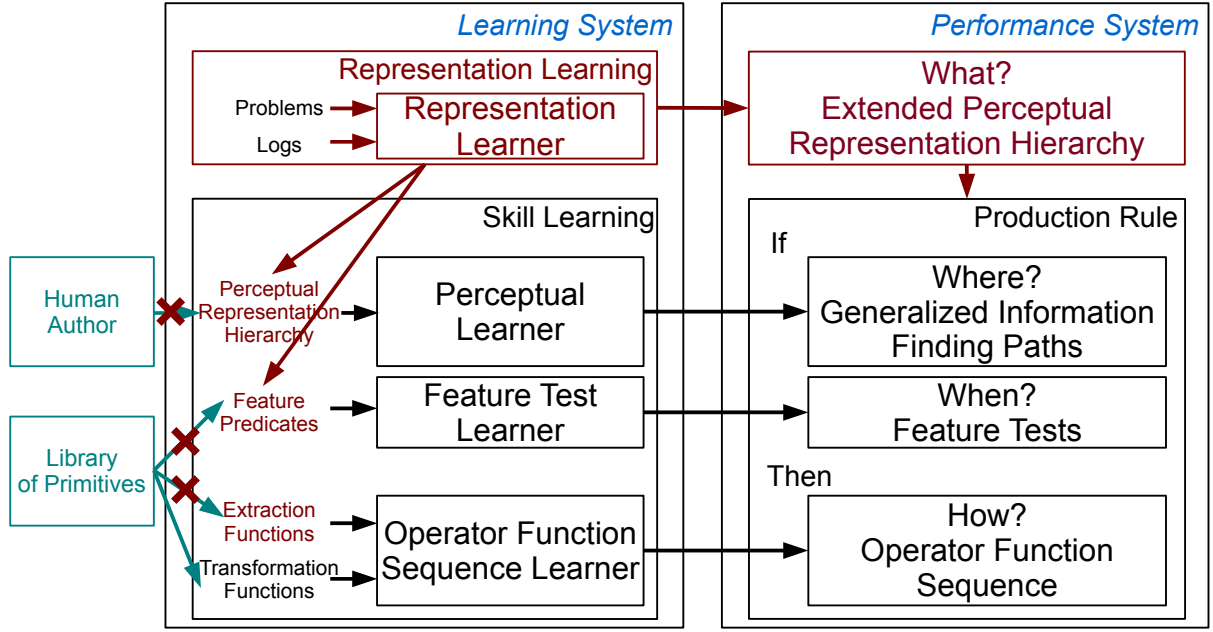 Learning System
Representation Learning
Problems
Logs
Representation
Learner
Skill Learning
Human
Author
Perceptual
Representation
Hierarchy
Perceptual
Learner
Library
of Primitives
Feature
Predicates
Feature Test
Learner
Extraction
Functions
Transformation
Functions
Operator Function
Sequence Learner
Performance System
What?
Extended Perceptual
Representation Hierarchy
Production Rule
If
Where?
Generalized Information
Finding Paths
When?
Feature Tests
Then
How?
Operator Function
Sequence